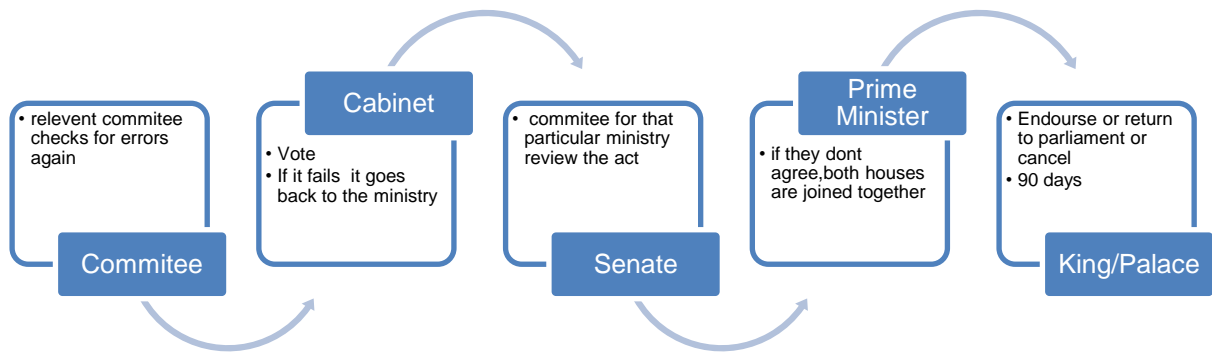 • relevent commitee
checks for errors
again
Commitee
Cabinet
• Vote
• If it fails it goes
back to the ministry
• commitee for that
particular ministry
review the act
Senate
Prime
Minister
• if they dont
agree,both houses
are joined together
• Endourse or return
to parliament or
cancel
• 90 days
King/Palace